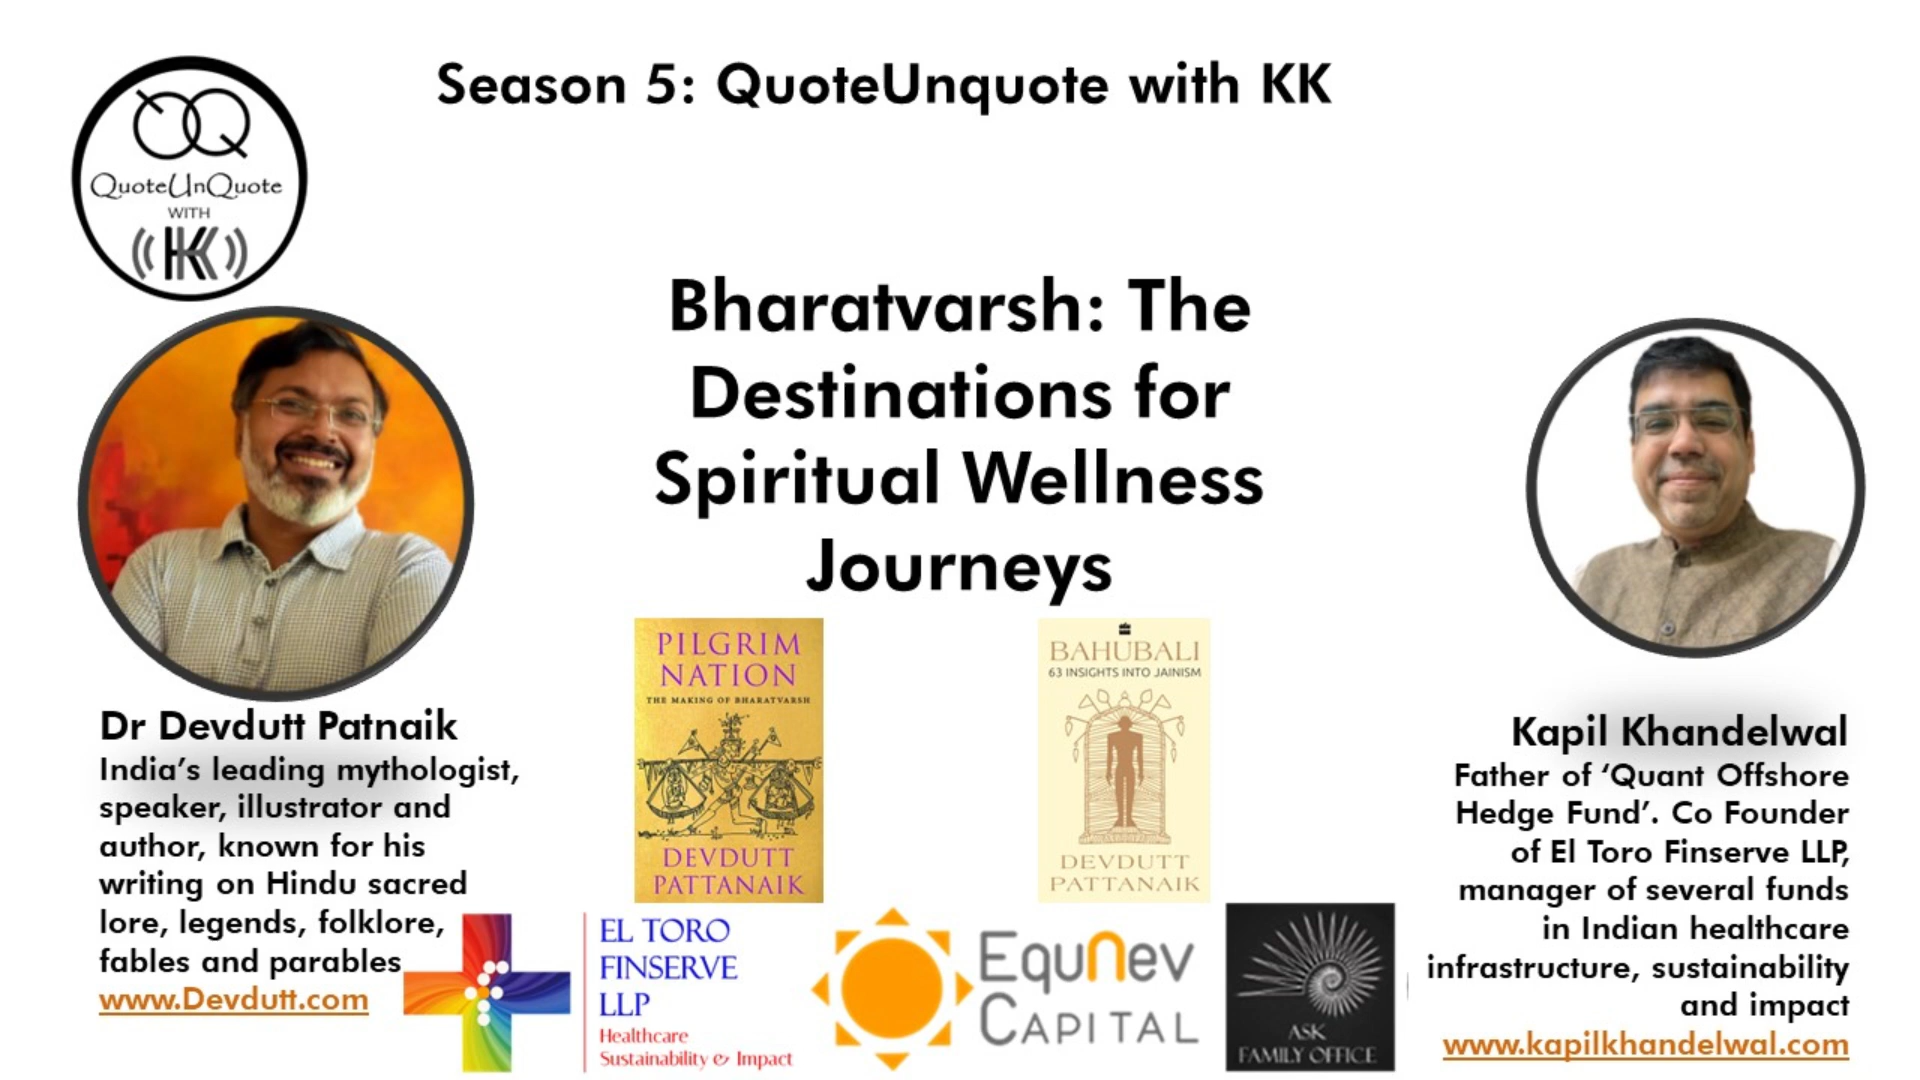 Season 5: QuoteUnquote with KK
QuoteUnQuote
WITH
KK
Bharatvarsh: The
Destinations for
Spiritual Wellness
Journeys
PILGRIM
NATION
THE MAKING OF BHARATVARSH
DEVDUTT
PATTANAIK
BAHUBALI
63 INSIGHTS INTO JAINISM
DEVDUTT
PATTANAIK
Dr Devdutt Patnaik
India's leading mythologist,
speaker, illustrator and
author, known for his
writing on Hindu sacred
lore, legends, folklore,
fables and parables
www.Devdutt.com
Kapil Khandelwal
Father of ‘Quant Offshore
Hedge Fund’. Co Founder
of El Toro Finserve LLP,
manager of several funds
in Indian healthcare
infrastructure, sustainability
and impact
www.kapilkhandelwal.com
EL TORO
FINSERVE
LLP
Healthcare
Sustainability & Impact
EquNev
CAPITAL
ASK
FAMILY OFFICE